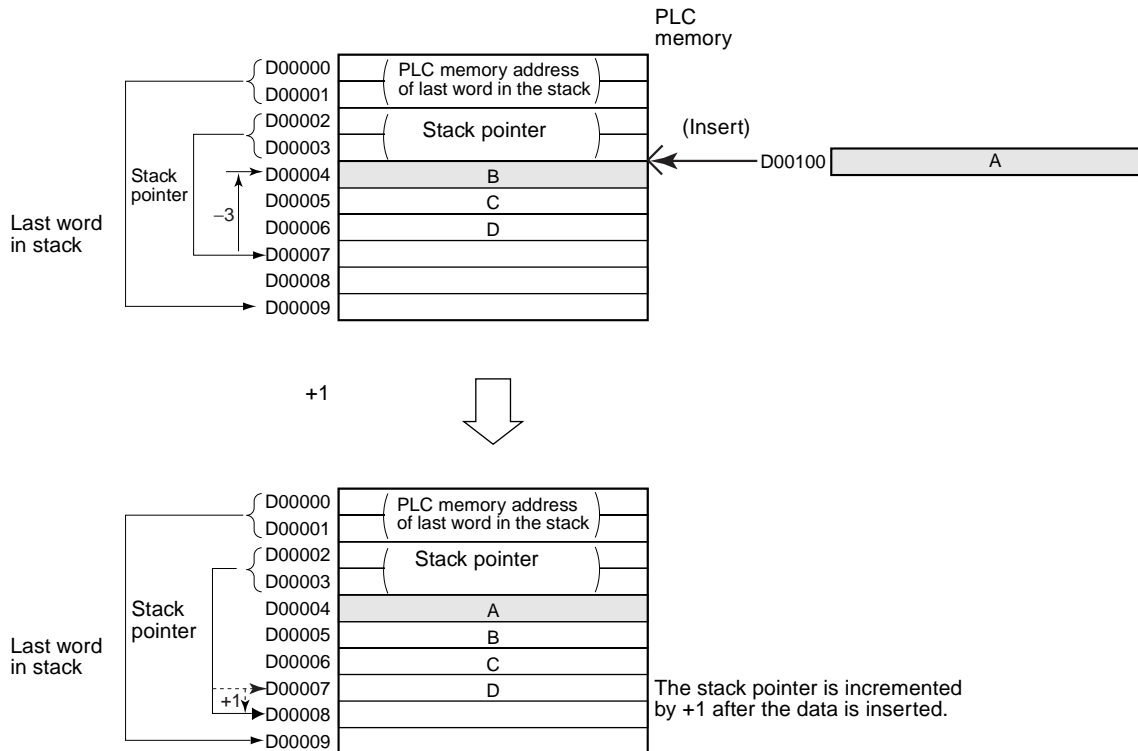 PLC
memory
D00000
PLC memory address
of last word in the stack
D00001
D00002
Stack pointer
D00003
(Insert)
D00100
A
D00004
B
Stack
pointer
–3
D00005
C
Last word
in stack
D00006
D
D00007
D00008
D00009
+1
D00000
PLC memory address
of last word in the stack
D00001
D00002
Stack pointer
D00003
D00004
A
Stack
pointer
D00005
B
Last word
in stack
D00006
C
D00007
D
+1
D00008
The stack pointer is incremented
by +1 after the data is inserted.
D00009